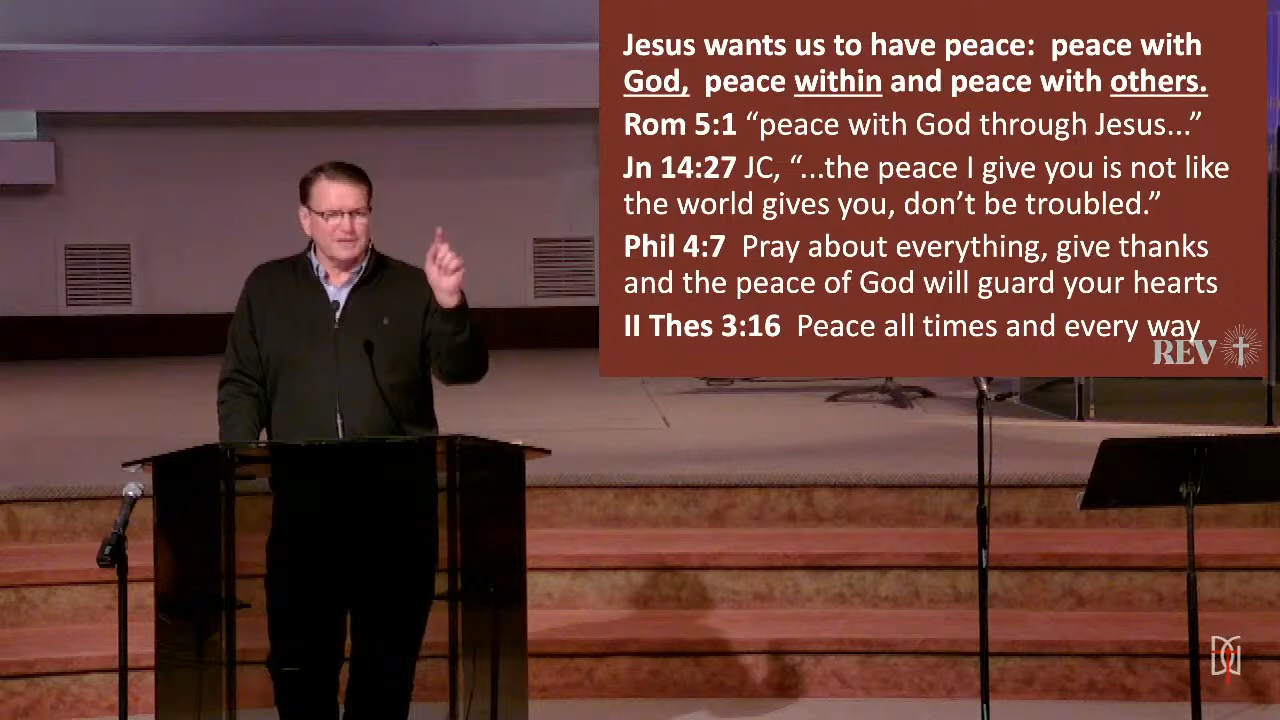 Jesus wants us to have peace:  peace with
God,  peace within and peace with others.
Rom 5:1 “peace with God through Jesus...”
Jn 14:27 JC, “...the peace I give you is not like
the world gives you, don’t be troubled.”
Phil 4:7  Pray about everything, give thanks
and the peace of God will guard your hearts
II Thes 3:16  Peace all times and every way
REV